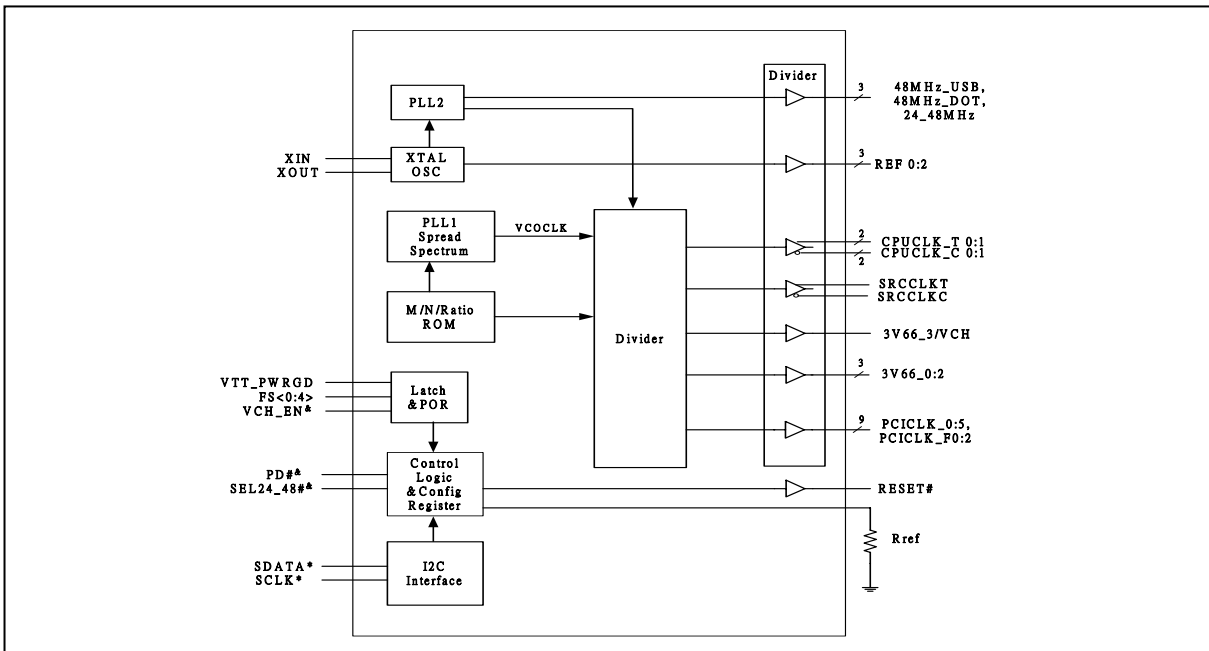 Divider
PLL2
3
48MHz_USB,
48MHz_DOT,
24_48MHz
XIN
XOUT
XTAL
OSC
3
REF 0:2
PLL1
Spread
Spectrum
VCOCLK
2
CPUCLK_T 0:1
CPUCLK_C 0:1
2
SRCCLKT
SRCCLKC
M/N/Ratio
ROM
Divider
3V66_3/VCH
3
3V66_0:2
VTT_PWRGD
FS<0:4>
VCH_EN&
Latch
&POR
9
PCICLK_0:5,
PCICLK_F0:2
PD#&
SEL24_48#&
Control
Logic
&Config
Register
RESET#
Rref
SDATA*
SCLK*
I2C
Interface